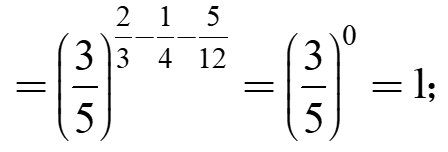 = (3/5)^(2/3 − 1/4 − 5/12) = (3/5)^0 = 1;